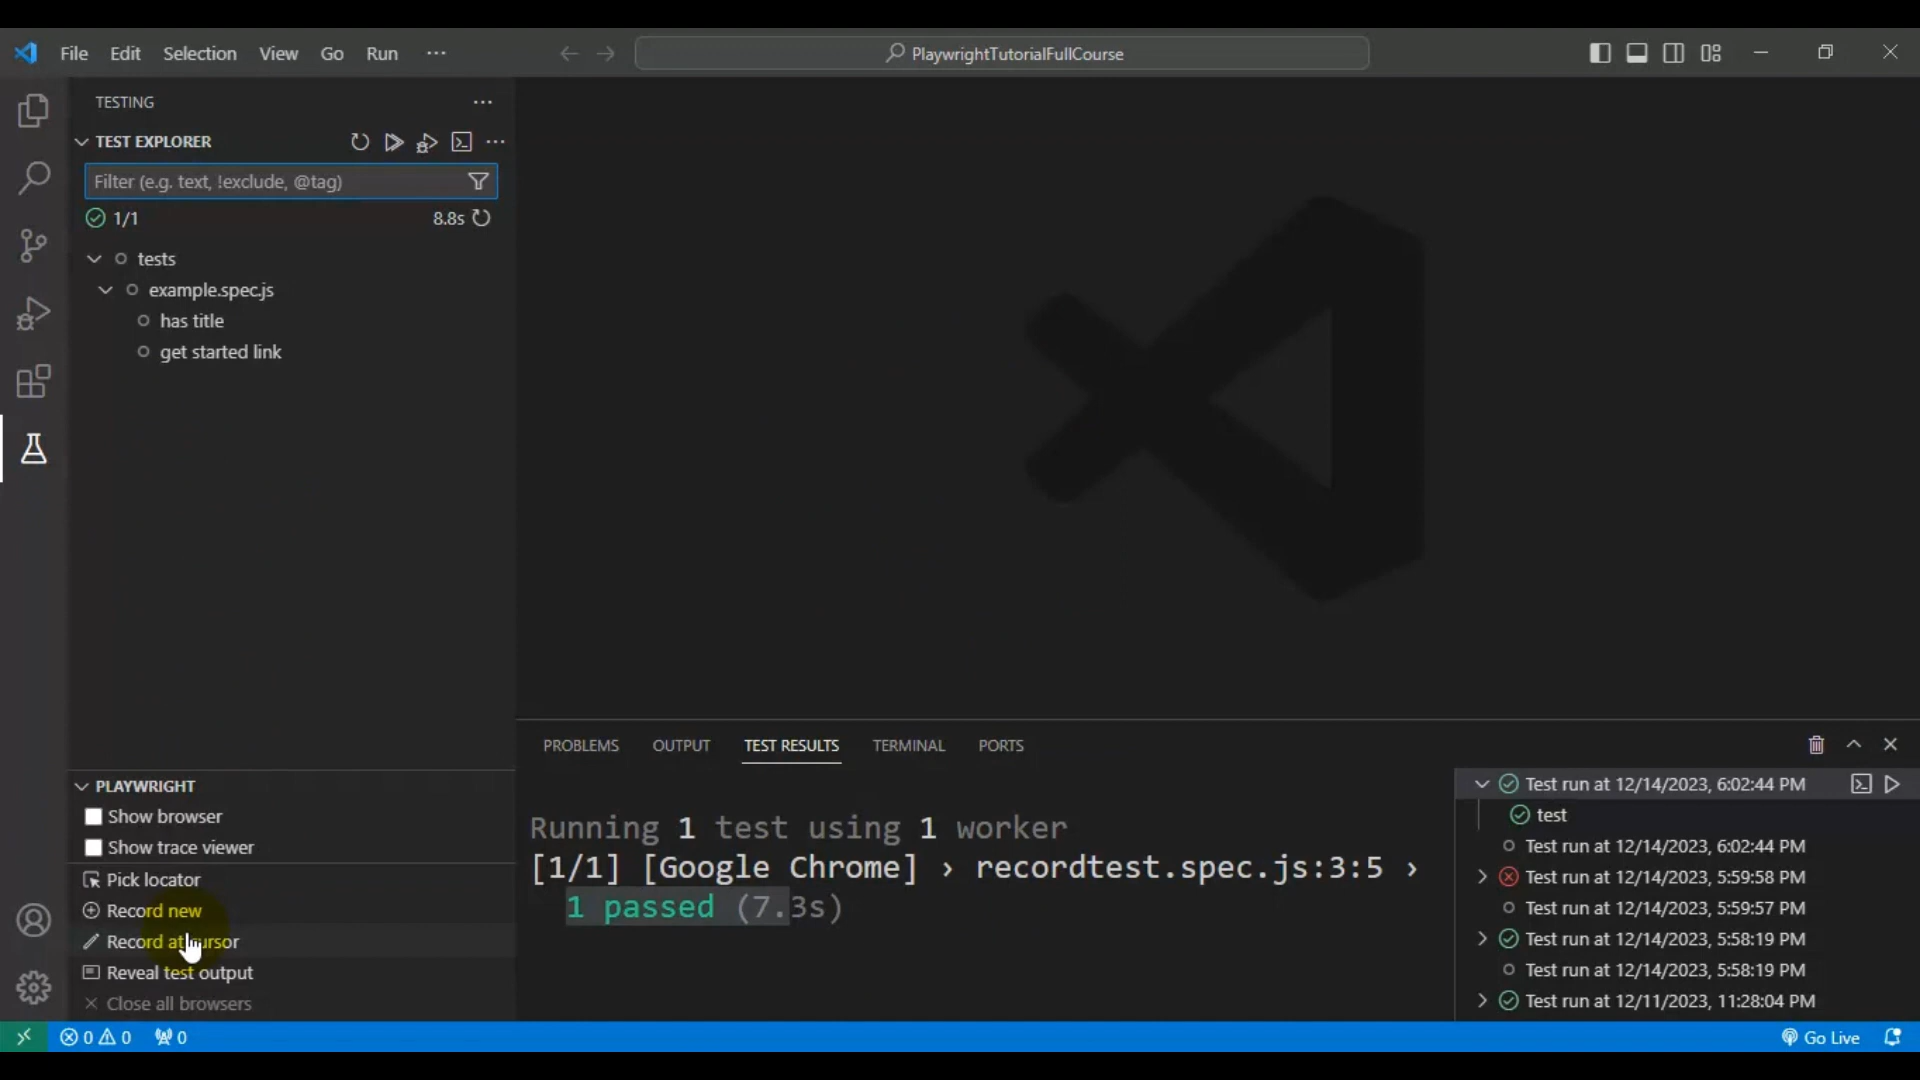 File Edit Selection View Go Run ···
PlaywrightTutorialFullCourse
TESTING
TEST EXPLORER
Filter (e.g. text, !exclude, @tag)
1/1 8.8s
tests
example.spec.js
has title
get started link
PLAYWRIGHT
Show browser
Show trace viewer
Pick locator
Record new
Record at cursor
Reveal test output
Close all browsers
PROBLEMS OUTPUT TEST RESULTS TERMINAL PORTS
Running 1 test using 1 worker
[1/1] [Google Chrome] › recordtest.spec.js:3:5 ›
1 passed (7.3s)
Test run at 12/14/2023, 6:02:44 PM
test
Test run at 12/14/2023, 6:02:44 PM
Test run at 12/14/2023, 5:59:58 PM
Test run at 12/14/2023, 5:59:57 PM
Test run at 12/14/2023, 5:58:19 PM
Test run at 12/14/2023, 5:58:19 PM
Test run at 12/11/2023, 11:28:04 PM
0 0 0 Go Live